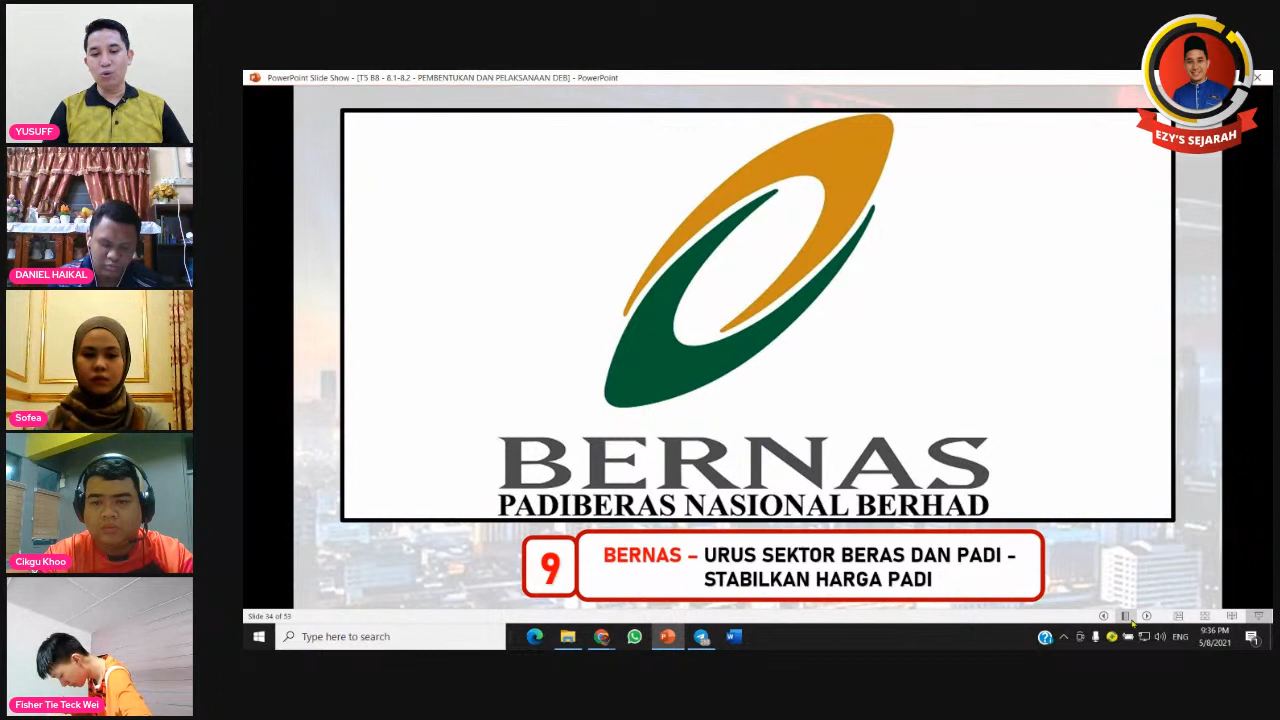 YUSUFF
DANIEL HAIKAL
Sofea
Cikgu Khoo
Fisher Tie Teck Wei
PowerPoint Slide Show - [T5 B8 - 8.1-8.2 - PEMBENTUKAN DAN PELAKSANAAN DEB] - PowerPoint
EZY'S SEJARAH
BERNAS
PADIBERAS NASIONAL BERHAD
9
BERNAS – URUS SEKTOR BERAS DAN PADI -
STABILKAN HARGA PADI
Slide 34 of 53
Type here to search
ENG
9:36 PM
5/8/2021